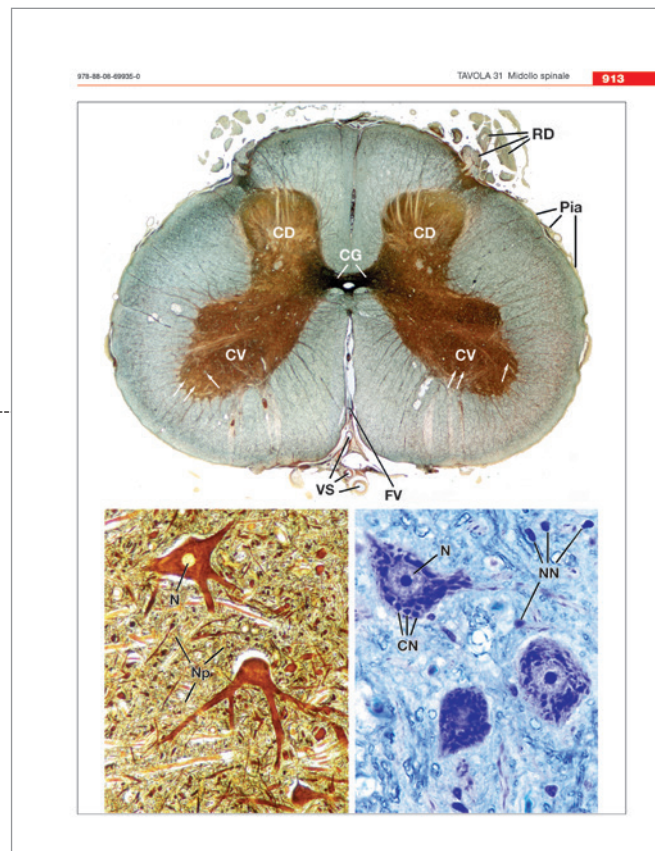 978-88-08-69935-0
TAVOLA 31 Midollo spinale
913
RD
Pia
CD
CD
CG
CV
CV
VS
FV
N
Np
N
NN
CN